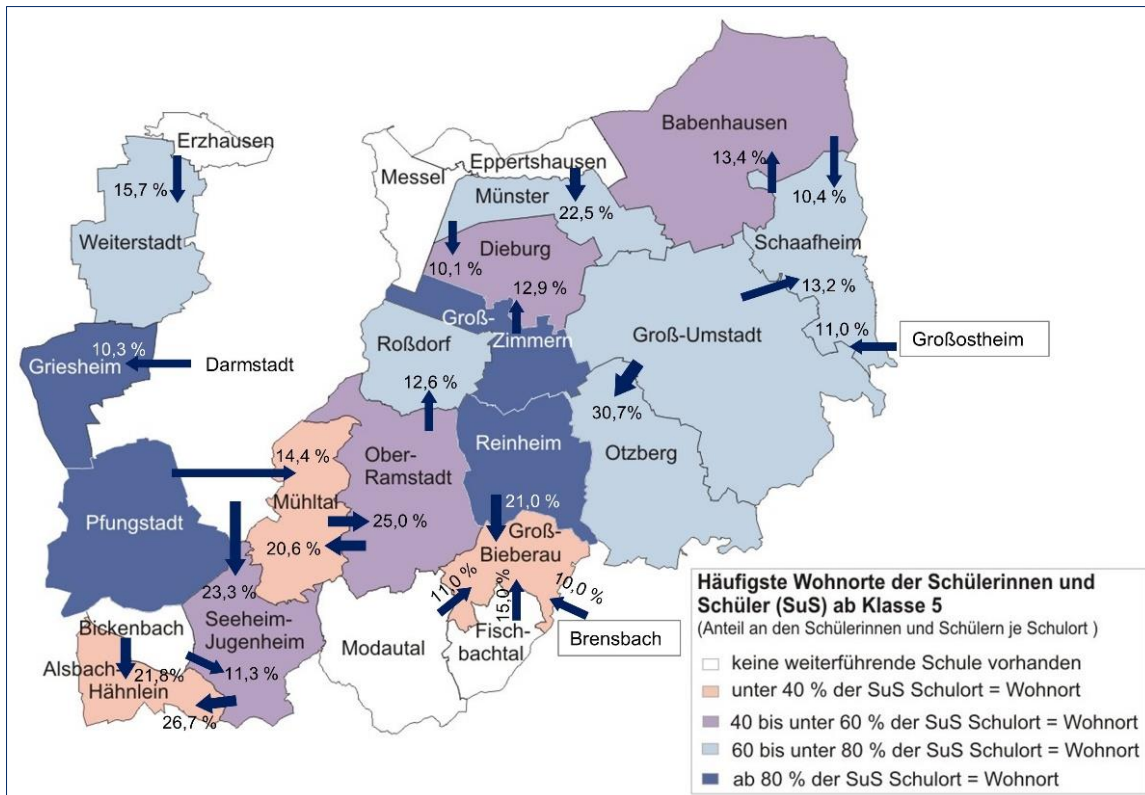 Erzhausen
15,7 %
Weiterstadt
Messel
Eppertshausen
Münster
22,5 %
Babenhausen
13,4 %
10,4 %
Schaafheim
13,2 %
11,0 %
Großostheim
Dieburg
10,1 %
12,9 %
Groß-
Zimmern
Groß-Umstadt
Roßdorf
12,6 %
10,3 %
Griesheim
Darmstadt
30,7%
Otzberg
Reinheim
21,0 %
Ober-
Ramstadt
25,0 %
14,4 %
Mühltal
20,6 %
Pfungstadt
23,3 %
Seeheim-
Jugenheim
11,3 %
Bickenbach
Alsbach-
Hähnlein
21,8%
26,7 %
Groß-
Bieberau
11,0 %
15,0 %
10,0 %
Modautal
Fisch-
bachtal
Brensbach
Häufigste Wohnorte der Schülerinnen und
Schüler (SuS) ab Klasse 5
(Anteil an den Schülerinnen und Schülern je Schulort )
keine weiterführende Schule vorhanden
unter 40 % der SuS Schulort = Wohnort
40 bis unter 60 % der SuS Schulort = Wohnort
60 bis unter 80 % der SuS Schulort = Wohnort
ab 80 % der SuS Schulort = Wohnort